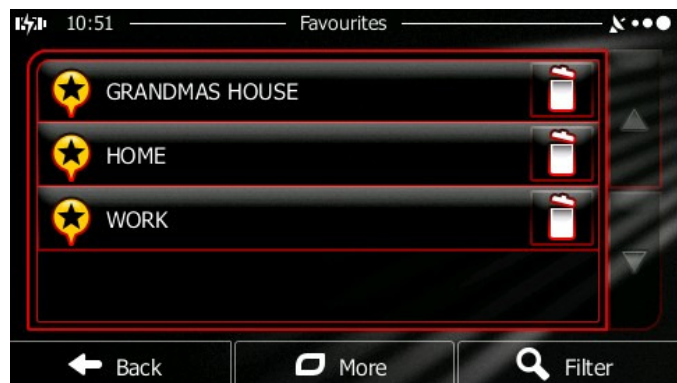 10:51 Favourites
GRANDMAS HOUSE
HOME
WORK
Back More Filter